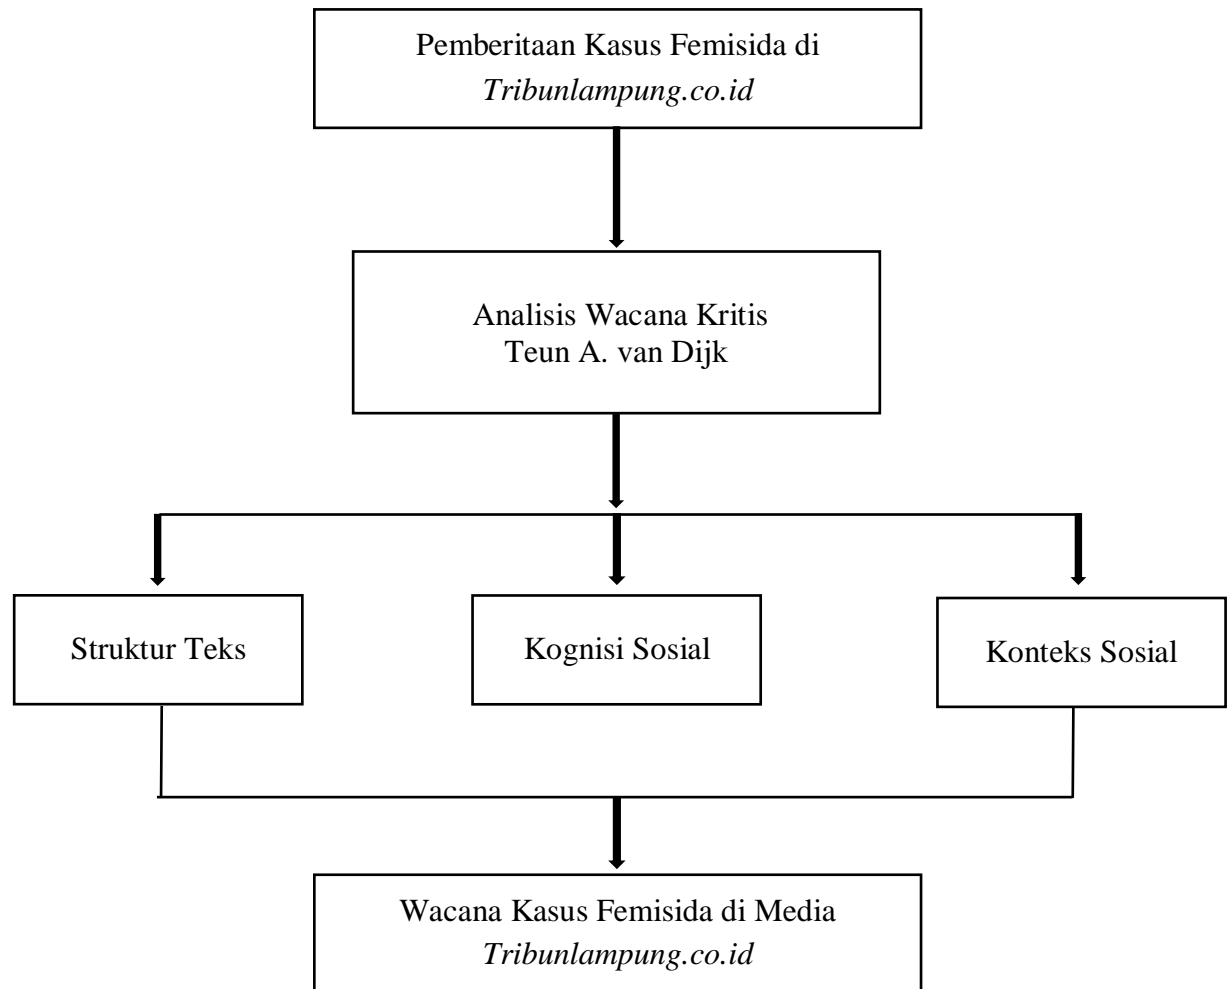 Pemberitaan Kasus Femisida di
Tribunlampung.co.id
Analisis Wacana Kritis
Teun A. van Dijk
Struktur Teks
Kognisi Sosial
Konteks Sosial
Wacana Kasus Femisida di Media
Tribunlampung.co.id